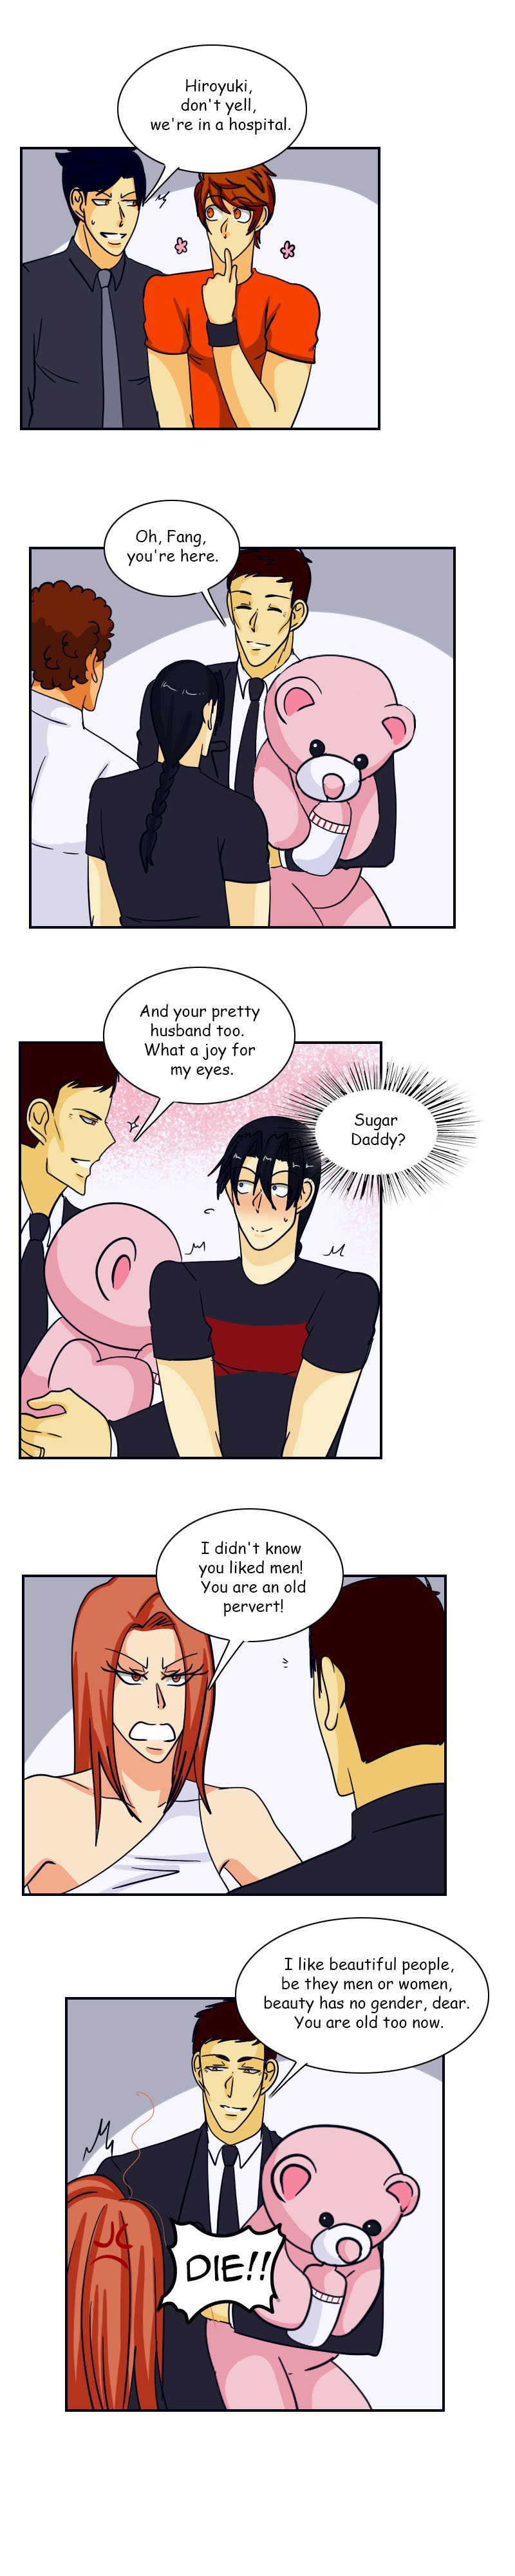 Hiroyuki,
don't yell,
we're in a hospital.
Oh, Fang,
you're here.
And your pretty
husband too.
What a joy for
my eyes.
Sugar
Daddy?
I didn't know
you liked men!
You are an old
pervert!
I like beautiful people,
be they men or women,
beauty has no gender, dear.
You are old too now.
DIE!!